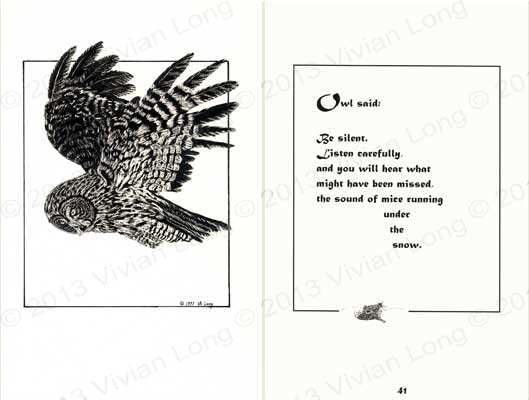 © 1997 VR Long
Owl said:
Be silent.
Listen carefully,
and you will hear what
might have been missed,
the sound of mice running
under
the
snow.
41
© 2013 Vivian Long